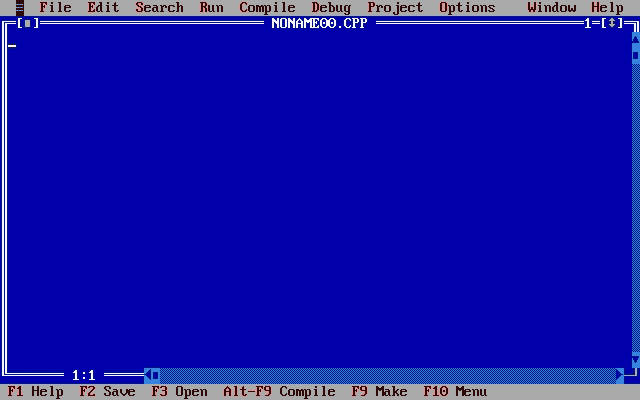 ≡ File Edit Search Run Compile Debug Project Options Window Help
[■] NONAME00.CPP 1=[↕]
1:1
F1 Help F2 Save F3 Open Alt-F9 Compile F9 Make F10 Menu